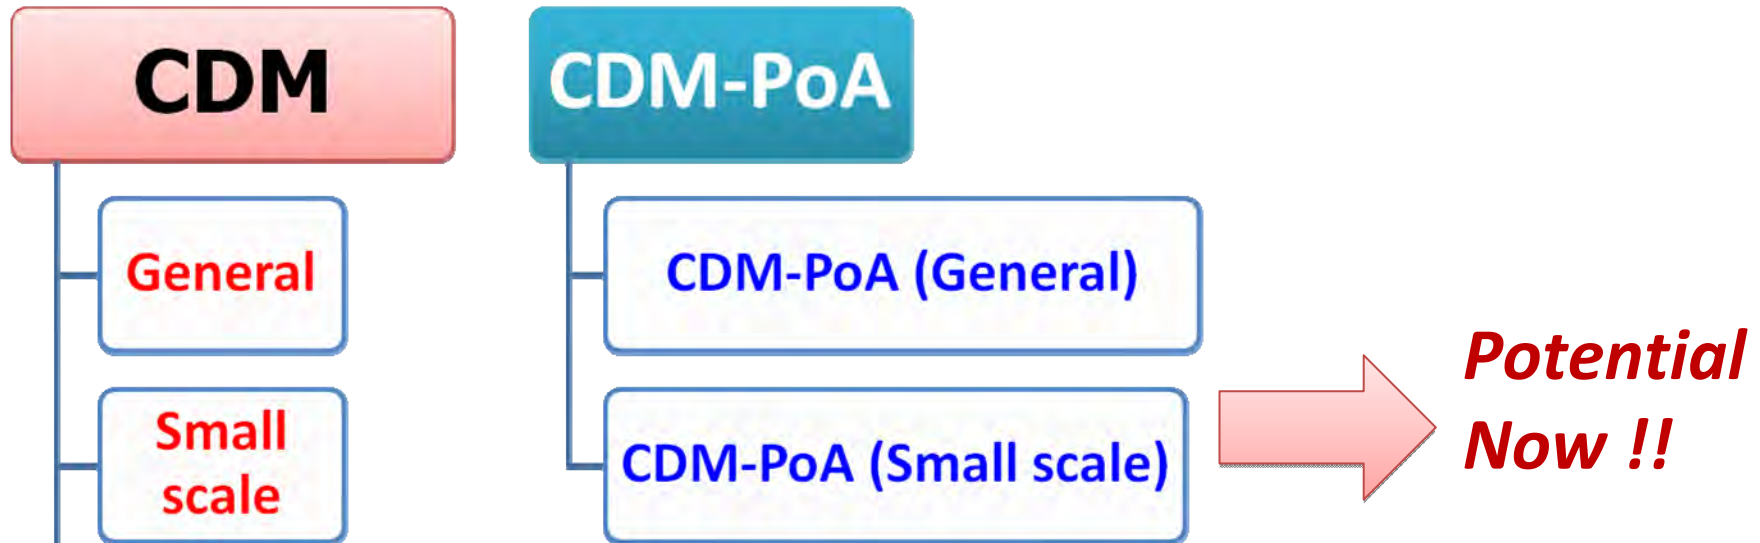 CDM
General
Small
scale
CDM-PoA
CDM-PoA (General)
CDM-PoA (Small scale)
Potential
Now !!